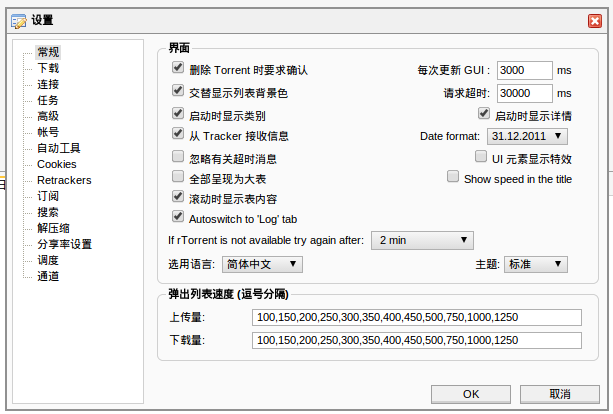 设置
常规
下载
连接
任务
高级
帐号
自动工具
Cookies
Retrackers
订阅
搜索
解压缩
分享率设置
调度
通道
界面
删除 Torrent 时要求确认 每次更新 GUI : 3000 ms
交替显示列表背景色 请求超时: 30000 ms
启动时显示类别 启动时显示详情
从 Tracker 接收信息 Date format: 31.12.2011
忽略有关超时消息 UI 元素显示特效
全部呈现为大表 Show speed in the title
滚动时显示表内容
Autoswitch to 'Log' tab
If rTorrent is not available try again after: 2 min
选用语言: 简体中文 主题: 标准
弹出列表速度 (逗号分隔)
上传量: 100,150,200,250,300,350,400,450,500,750,1000,1250
下载量: 100,150,200,250,300,350,400,450,500,750,1000,1250
OK 取消